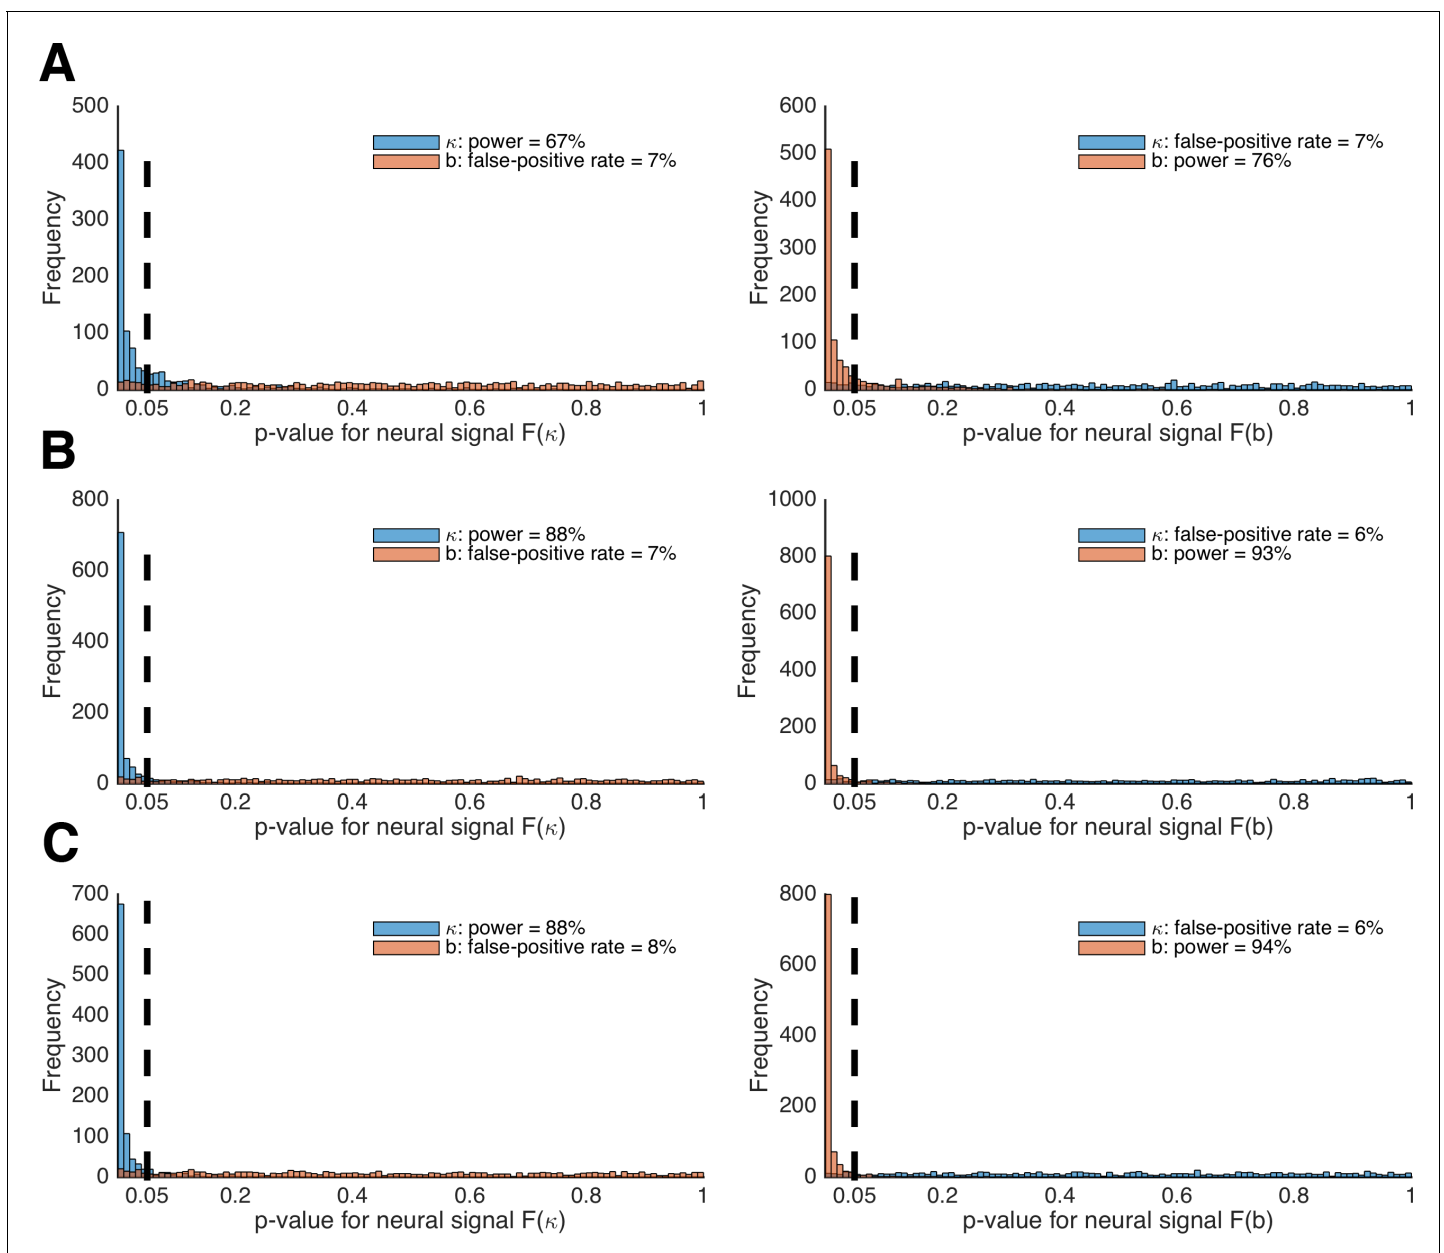 A
500
400
300
200
100
0
Frequency
κ: power = 67%
b: false-positive rate = 7%
0.05 0.2 0.4 0.6 0.8 1
p-value for neural signal F(κ)
600
500
400
300
200
100
0
Frequency
κ: false-positive rate = 7%
b: power = 76%
0.05 0.2 0.4 0.6 0.8 1
p-value for neural signal F(b)
B
800
600
400
200
0
Frequency
κ: power = 88%
b: false-positive rate = 7%
0.05 0.2 0.4 0.6 0.8 1
p-value for neural signal F(κ)
1000
800
600
400
200
0
Frequency
κ: false-positive rate = 6%
b: power = 93%
0.05 0.2 0.4 0.6 0.8 1
p-value for neural signal F(b)
C
700
600
500
400
300
200
100
0
Frequency
κ: power = 88%
b: false-positive rate = 8%
0.05 0.2 0.4 0.6 0.8 1
p-value for neural signal F(κ)
800
600
400
200
0
Frequency
κ: false-positive rate = 6%
b: power = 94%
0.05 0.2 0.4 0.6 0.8 1
p-value for neural signal F(b)